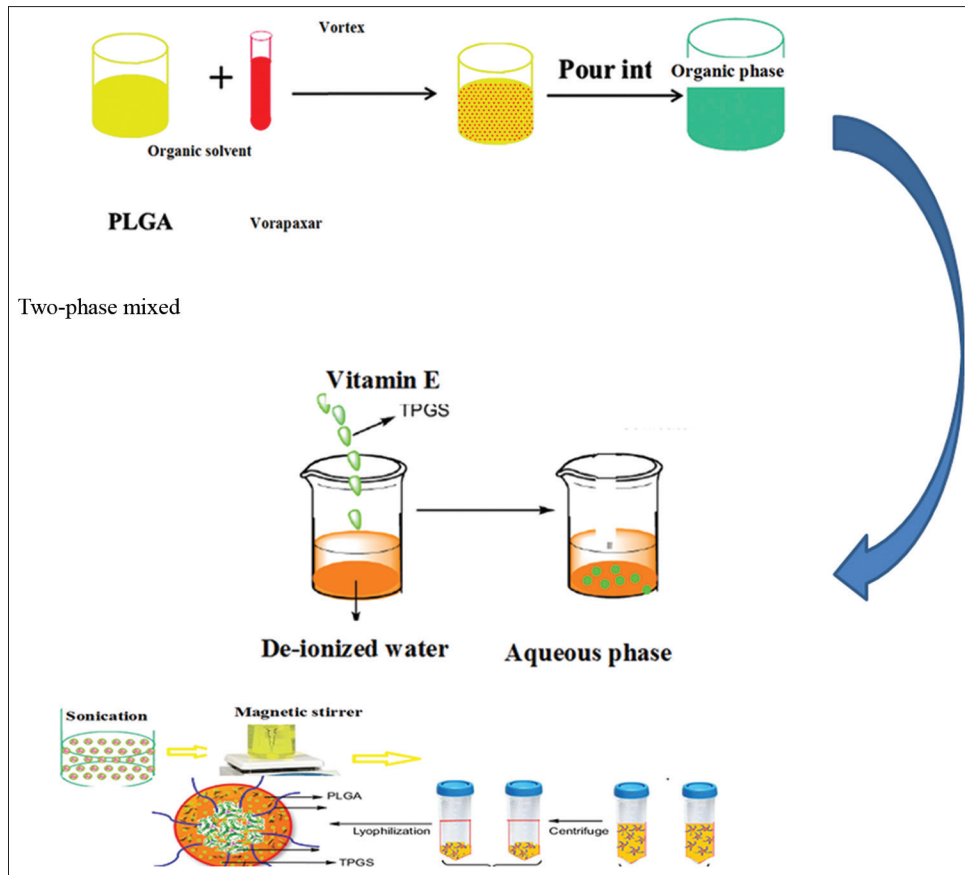 Vortex
+
Pour int
Organic phase
Organic solvent
PLGA
Vorapaxar
Two-phase mixed
Vitamin E
TPGS
De-ionized water
Aqueous phase
Sonication
Magnetic stirrer
PLGA
Lyophilization
Centrifuge
TPGS